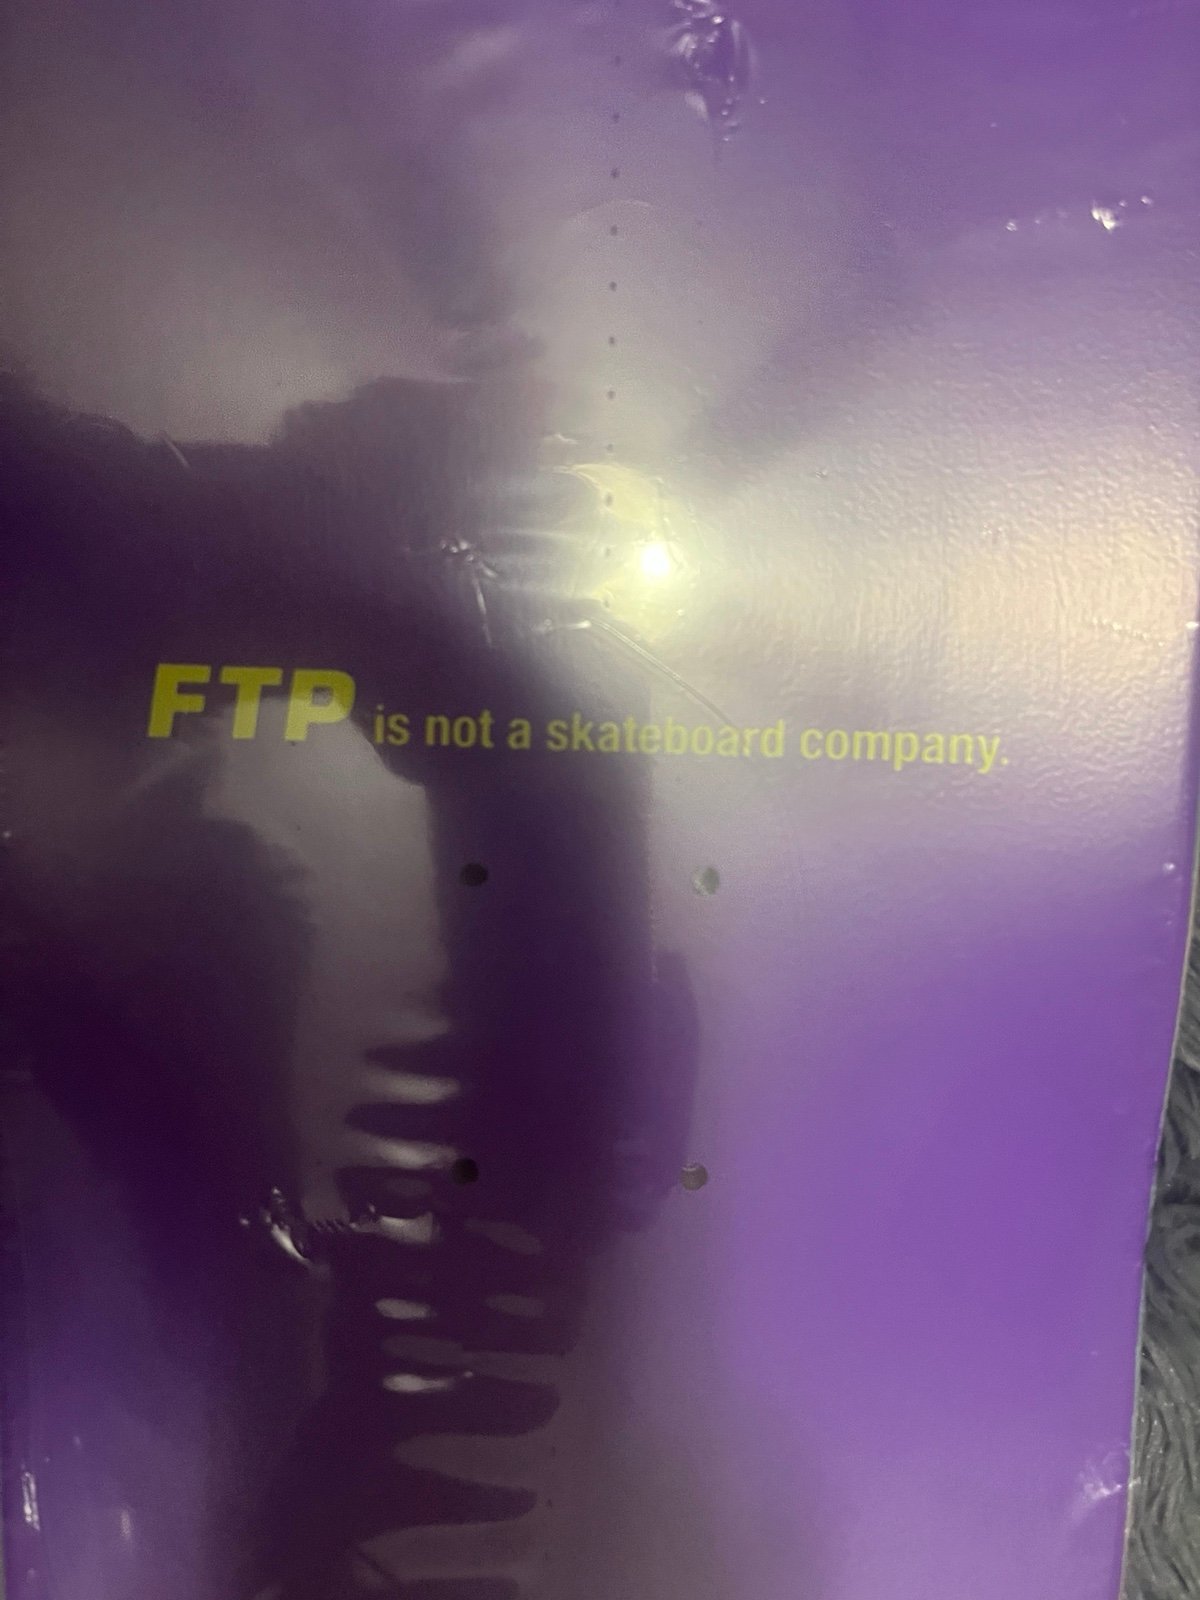 FTP is not a skateboard company.